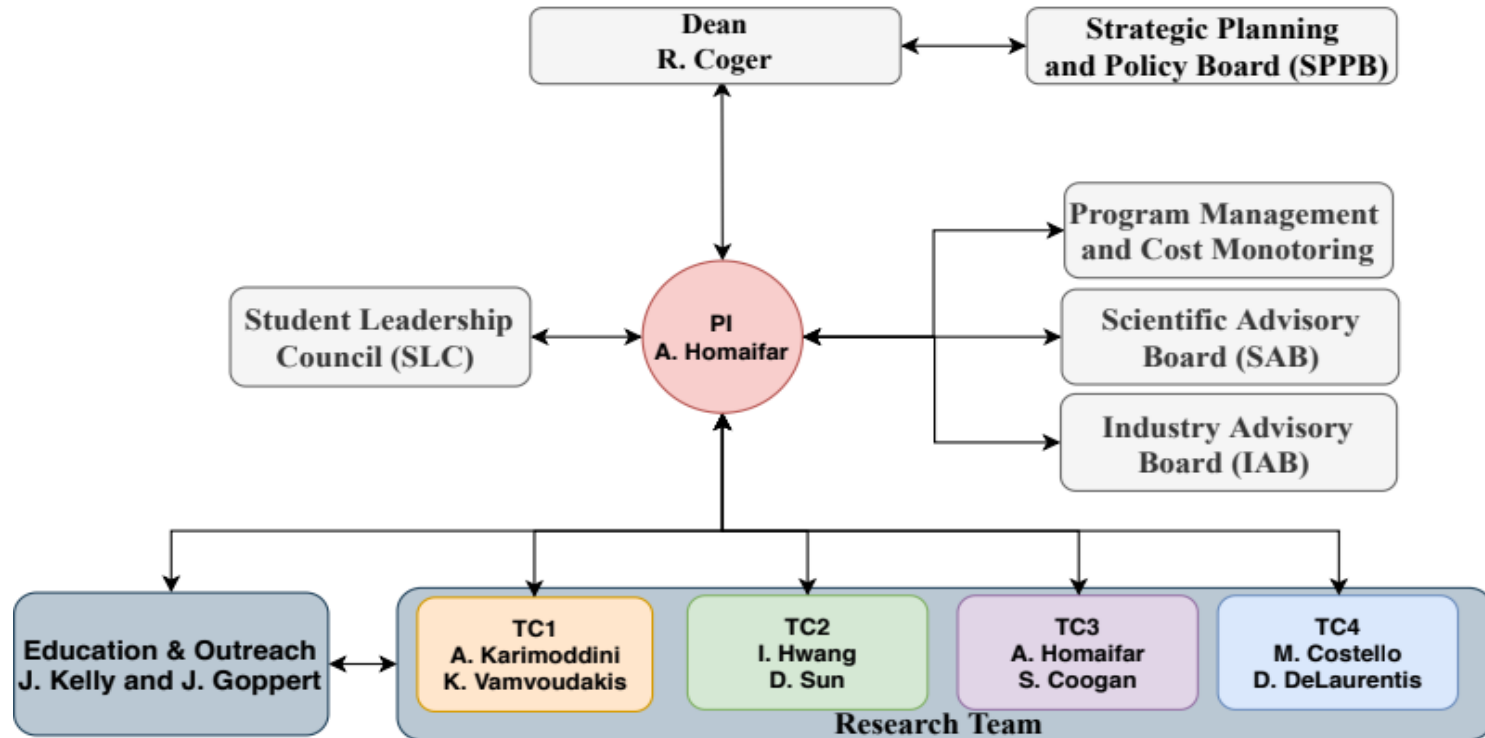 Dean
R. Coger
Strategic Planning
and Policy Board (SPPB)
Program Management
and Cost Monotoring
Student Leadership
Council (SLC)
PI
A. Homaifar
Scientific Advisory
Board (SAB)
Industry Advisory
Board (IAB)
Education & Outreach
J. Kelly and J. Goppert
TC1
A. Karimoddini
K. Vamvoudakis
TC2
I. Hwang
D. Sun
TC3
A. Homaifar
S. Coogan
TC4
M. Costello
D. DeLaurentis
Research Team